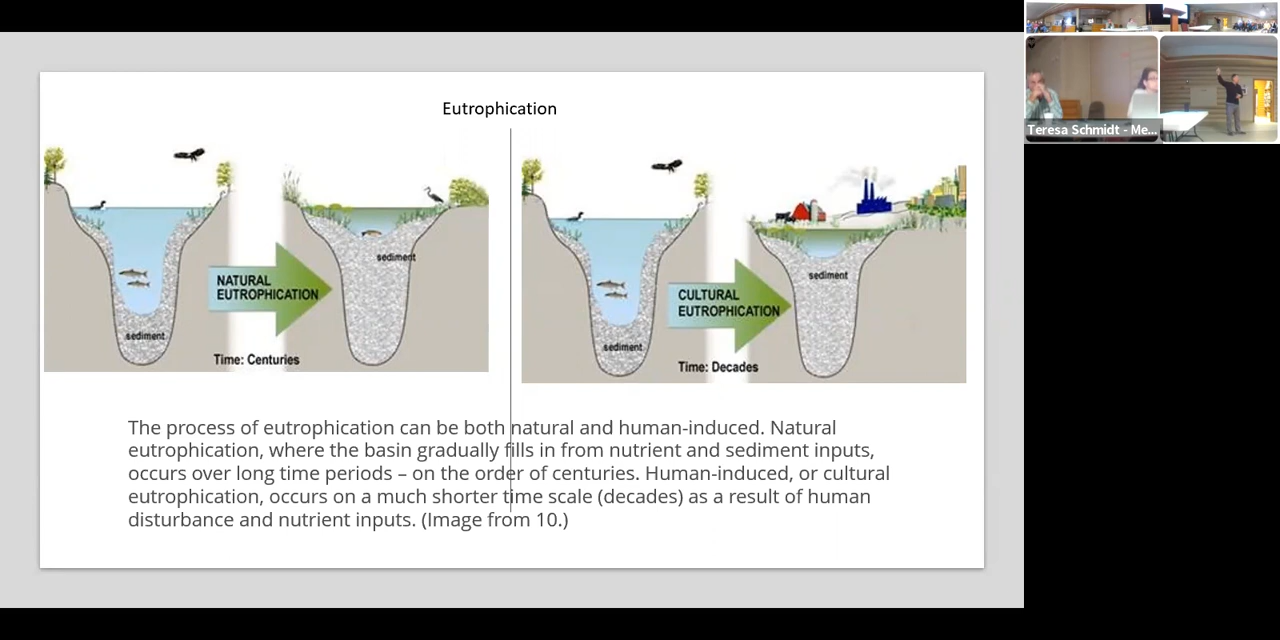 Eutrophication
sediment
NATURAL
EUTROPHICATION
Time: Centuries
sediment
sediment
CULTURAL
EUTROPHICATION
Time: Decades
sediment
The process of eutrophication can be both natural and human-induced. Natural
eutrophication, where the basin gradually fills in from nutrient and sediment inputs,
occurs over long time periods – on the order of centuries. Human-induced, or cultural
eutrophication, occurs on a much shorter time scale (decades) as a result of human
disturbance and nutrient inputs. (Image from 10.)
Teresa Schmidt - Me...